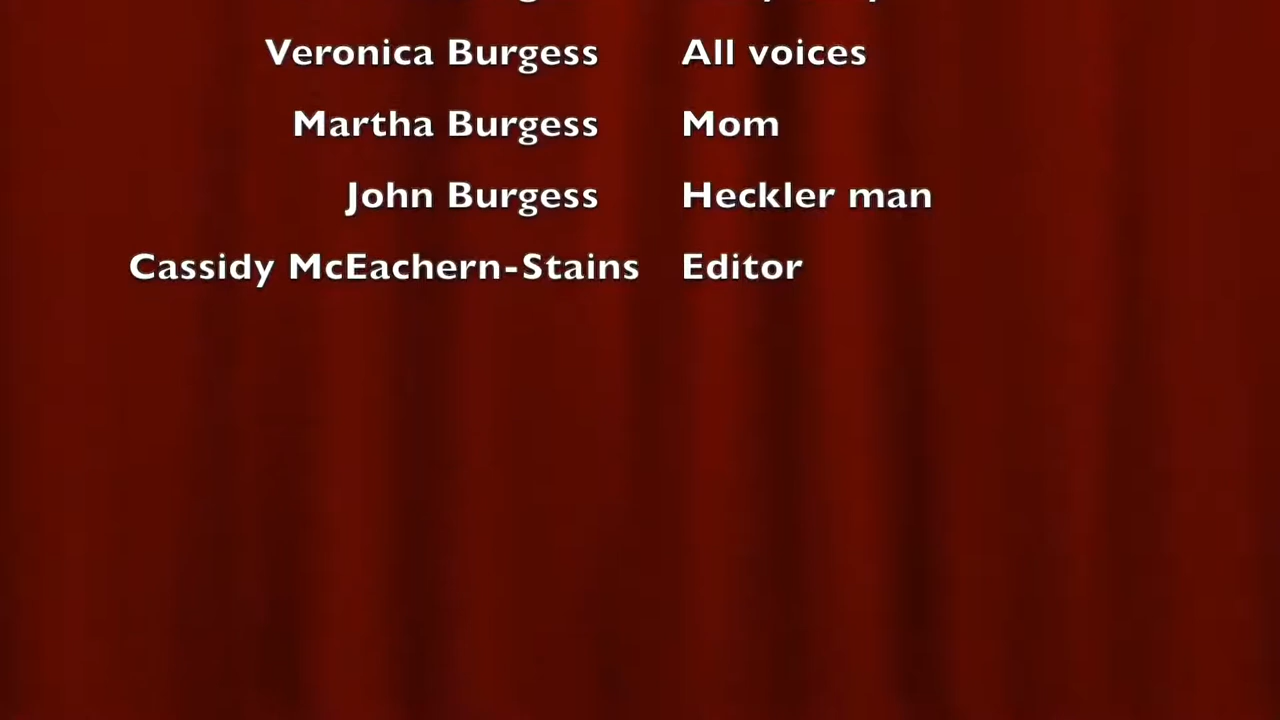 Veronica Burgess All voices
Martha Burgess Mom
John Burgess Heckler man
Cassidy McEachern-Stains Editor